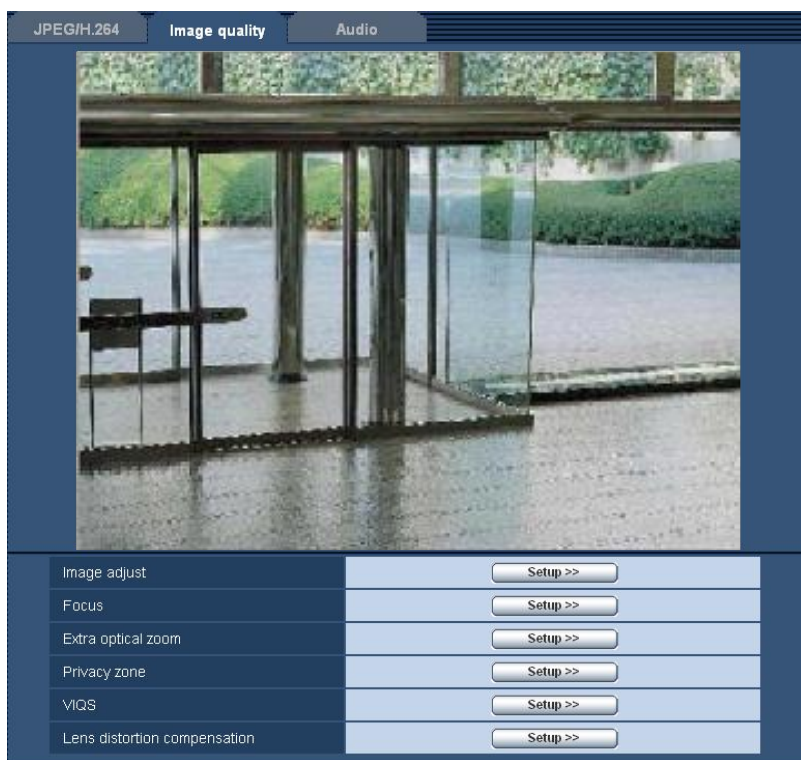 JPEG/H.264 Image quality Audio
Image adjust Setup >>
Focus Setup >>
Extra optical zoom Setup >>
Privacy zone Setup >>
VIQS Setup >>
Lens distortion compensation Setup >>